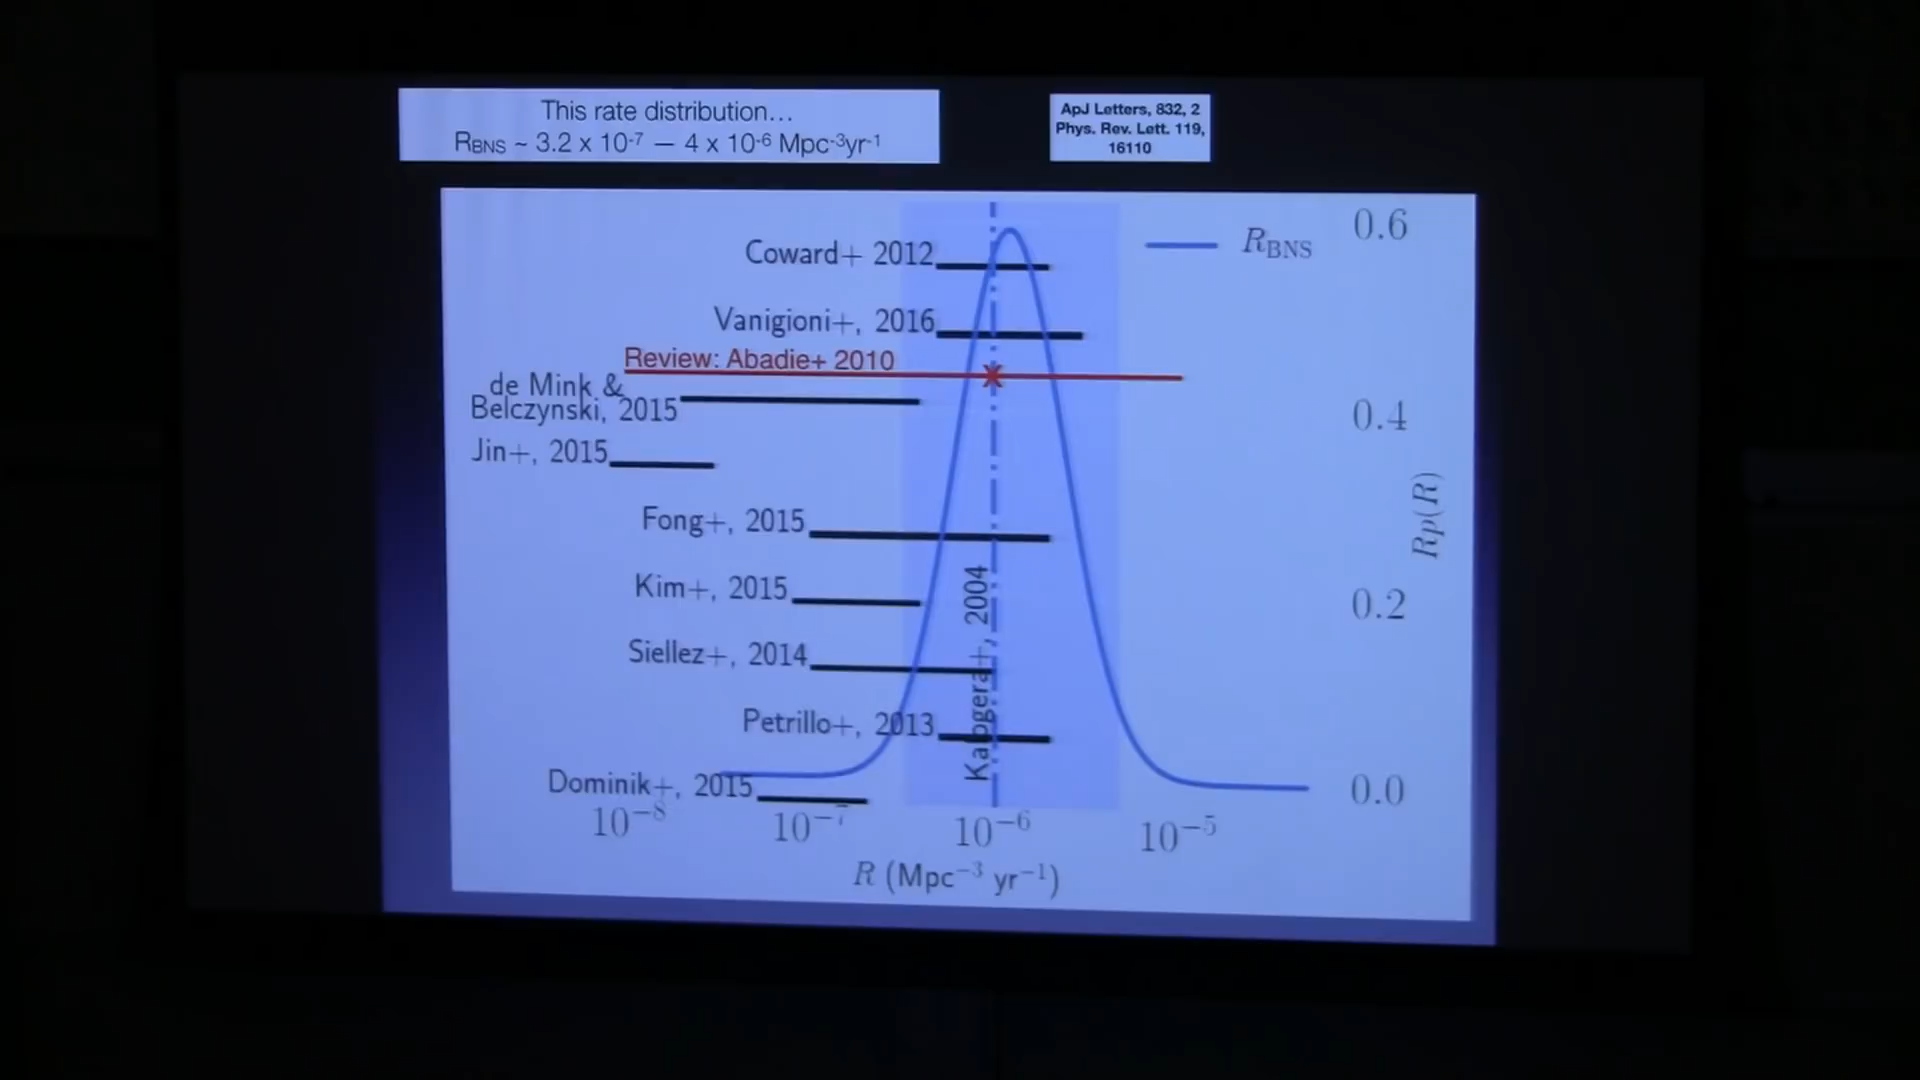 This rate distribution...
RBNS ~ 3.2 x 10-7 — 4 x 10-6 Mpc-3yr-1
ApJ Letters, 832, 2
Phys. Rev. Lett. 119,
16110
Coward+ 2012
RBNS
0.6
Vanigioni+, 2016
Review: Abadie+ 2010
de Mink &
Belczynski, 2015
0.4
Jin+, 2015
Fong+, 2015
Rp(R)
Kim+, 2015
0.2
Kalogera+, 2004
Siellez+, 2014
Petrillo+, 2013
Dominik+, 2015
0.0
10−8
10−7
10−6
10−5
R (Mpc−3 yr−1)